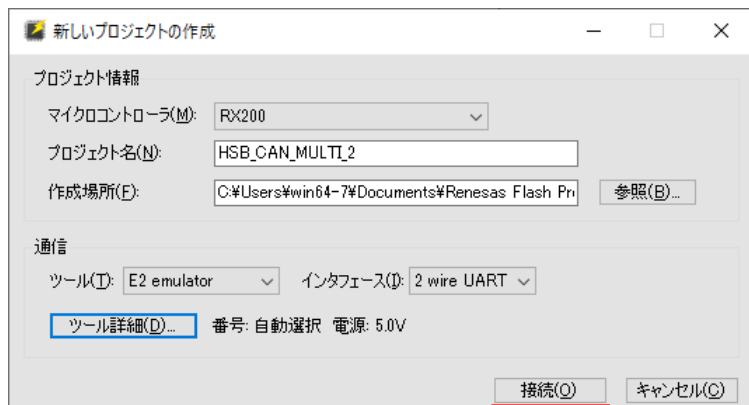 新しいプロジェクトの作成
プロジェクト情報
マイクロコントローラ(M): RX200
プロジェクト名(N): HSB_CAN_MULTI_2
作成場所(F): C:¥Users¥win64-7¥Documents¥Renesas Flash Pr 参照(B)...
通信
ツール(T): E2 emulator インタフェース(I): 2 wire UART
ツール詳細(D)... 番号: 自動選択 電源: 5.0V
接続(O) キャンセル(C)